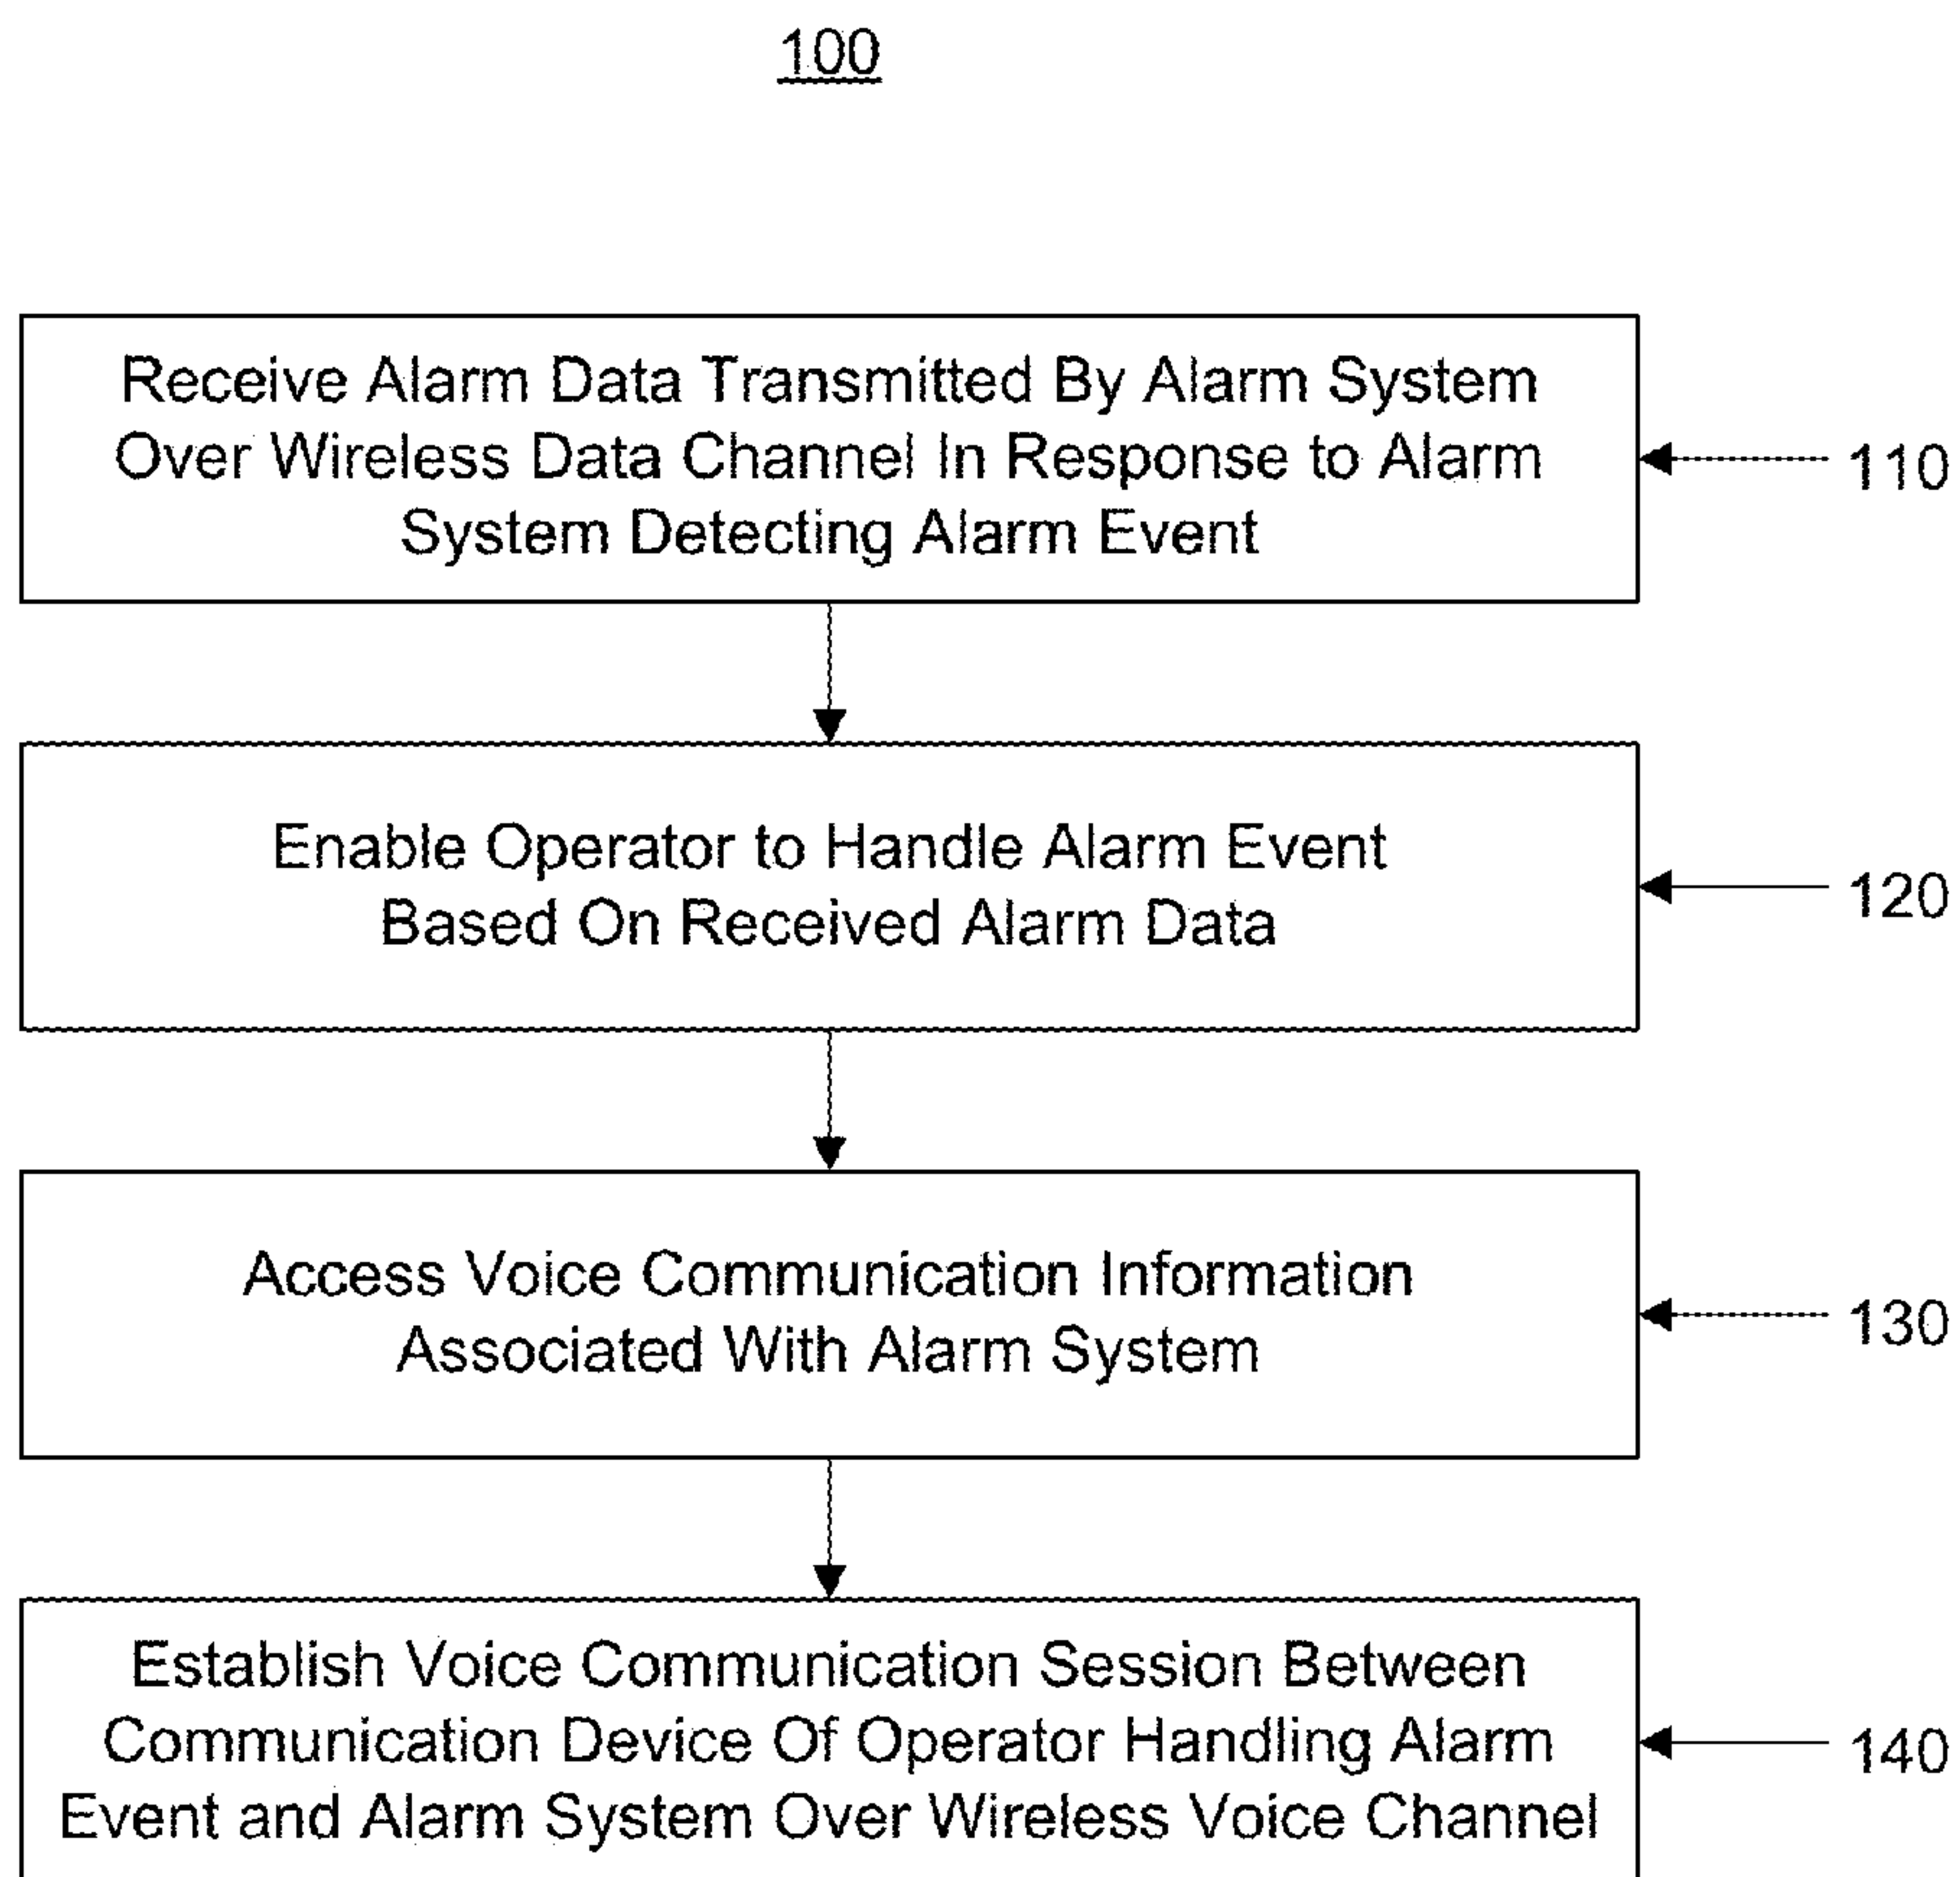 100
Receive Alarm Data Transmitted By Alarm System
Over Wireless Data Channel In Response to Alarm
System Detecting Alarm Event
110
Enable Operator to Handle Alarm Event
Based On Received Alarm Data
120
Access Voice Communication Information
Associated With Alarm System
130
Establish Voice Communication Session Between
Communication Device Of Operator Handling Alarm
Event and Alarm System Over Wireless Voice Channel
140